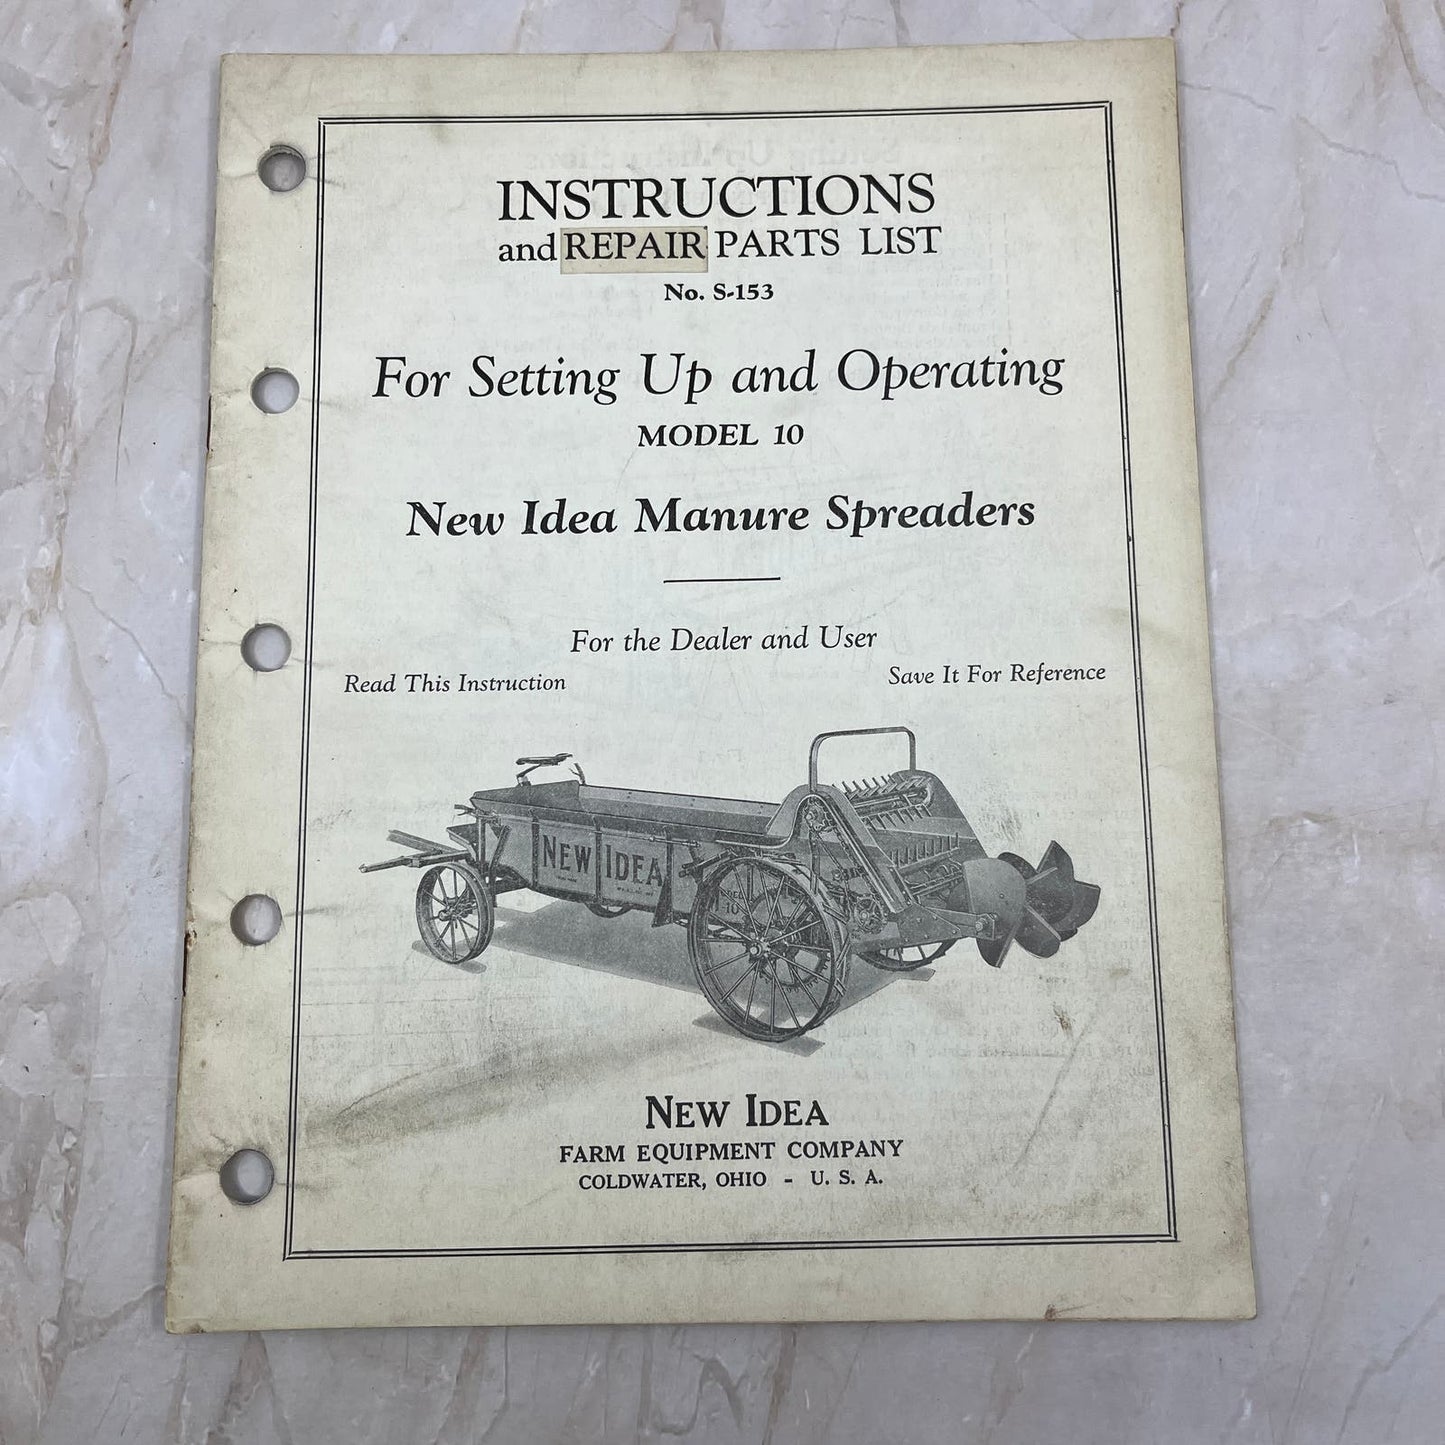 INSTRUCTIONS
and REPAIR PARTS LIST
No. S-153
For Setting Up and Operating
MODEL 10
New Idea Manure Spreaders
For the Dealer and User
Read This Instruction
Save It For Reference
NEW IDEA
10
NEW IDEA
FARM EQUIPMENT COMPANY
COLDWATER, OHIO - U. S. A.